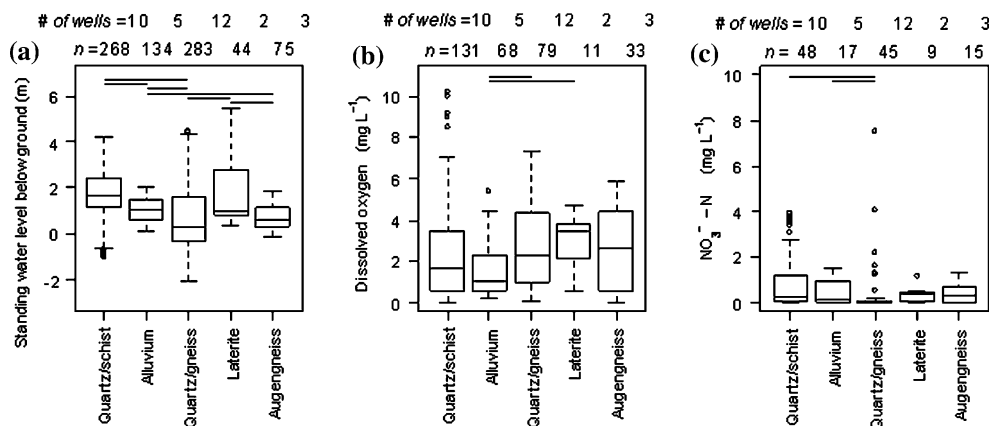 # of wells =10 5 12 2 3
(a) n =268 134 283 44 75
Standing water level below ground (m)
6
4
2
0
-2
Quartz/schist
Alluvium
Quartz/gneiss
Laterite
Augengneiss
# of wells =10 5 12 2 3
(b) n =131 68 79 11 33
Dissolved oxygen (mg L⁻¹)
10
8
6
4
2
0
Quartz/schist
Alluvium
Quartz/gneiss
Laterite
Augengneiss
# of wells =10 5 12 2 3
(c) n = 48 17 45 9 15
NO₃⁻ – N (mg L⁻¹)
10
8
6
4
2
0
Quartz/schist
Alluvium
Quartz/gneiss
Laterite
Augengneiss